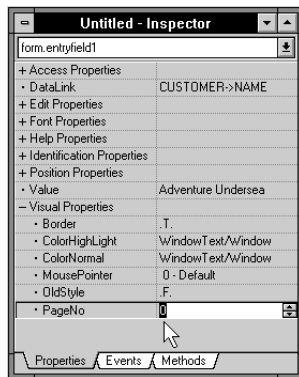 Untitled - Inspector
form.entryfield1
+ Access Properties
· DataLink CUSTOMER->NAME
+ Edit Properties
+ Font Properties
+ Help Properties
+ Identification Properties
+ Position Properties
· Value Adventure Undersea
– Visual Properties
· Border .T.
· ColorHighLight WindowText/Window
· ColorNormal WindowText/Window
· MousePointer 0 - Default
· OldStyle .F.
· PageNo 0
Properties Events Methods